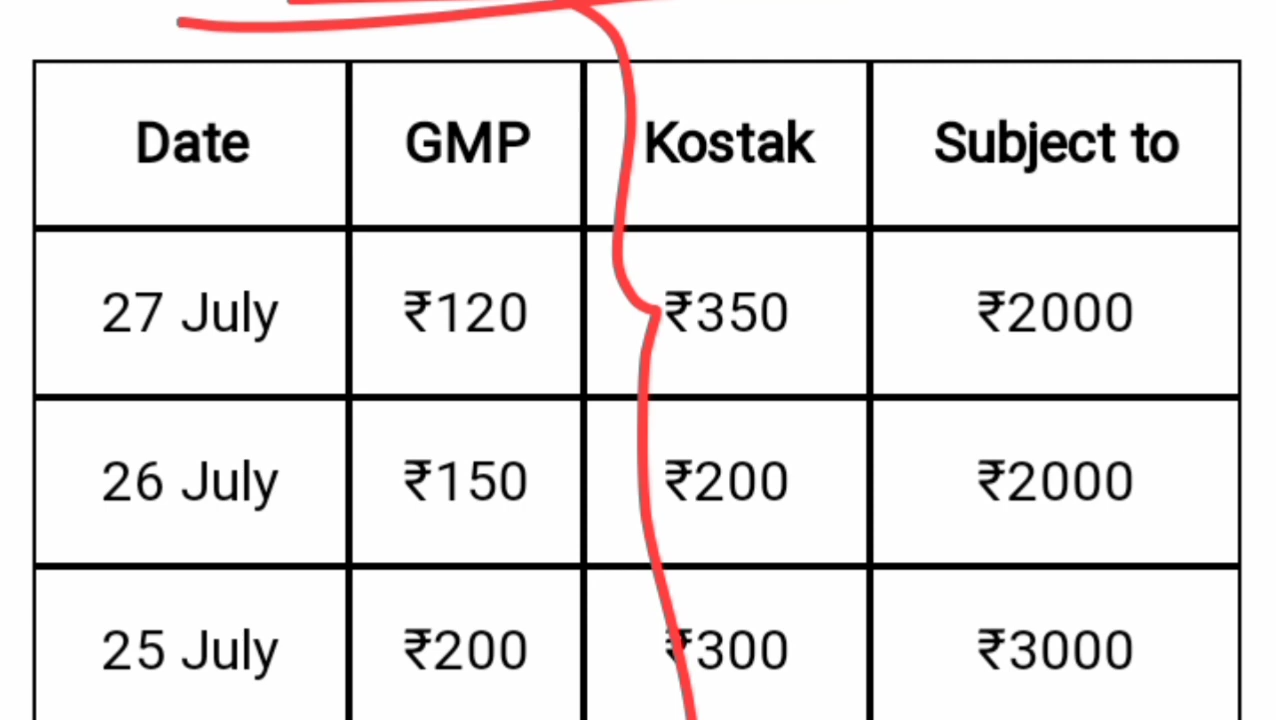 Date GMP Kostak Subject to
27 July ₹120 ₹350 ₹2000
26 July ₹150 ₹200 ₹2000
25 July ₹200 ₹300 ₹3000